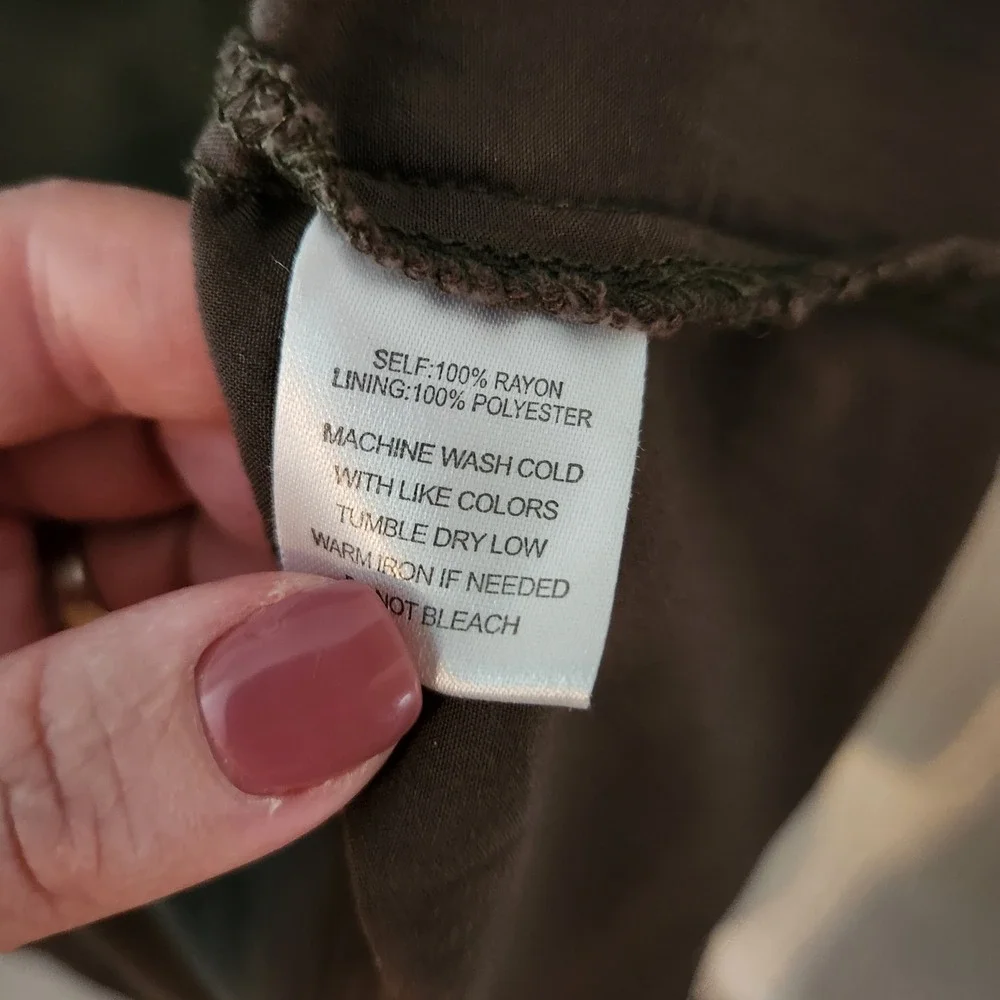 SELF:100% RAYON
LINING:100% POLYESTER
MACHINE WASH COLD
WITH LIKE COLORS
TUMBLE DRY LOW
WARM IRON IF NEEDED
NOT BLEACH